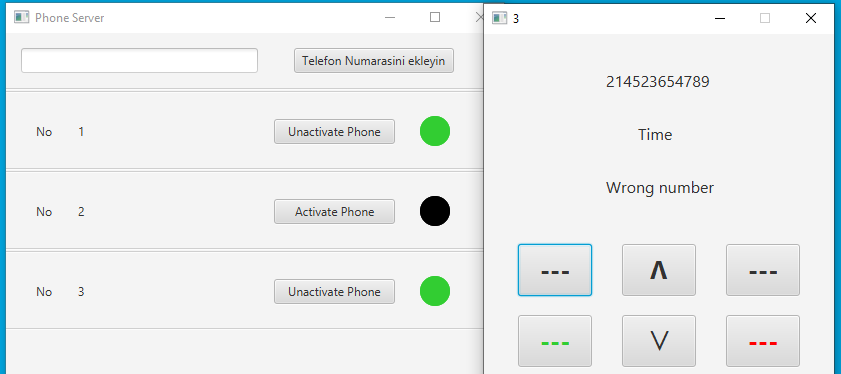 Phone Server
Telefon Numarasini ekleyin
No 1 Unactivate Phone
No 2 Activate Phone
No 3 Unactivate Phone
3
214523654789
Time
Wrong number
--- Λ ---
--- V ---